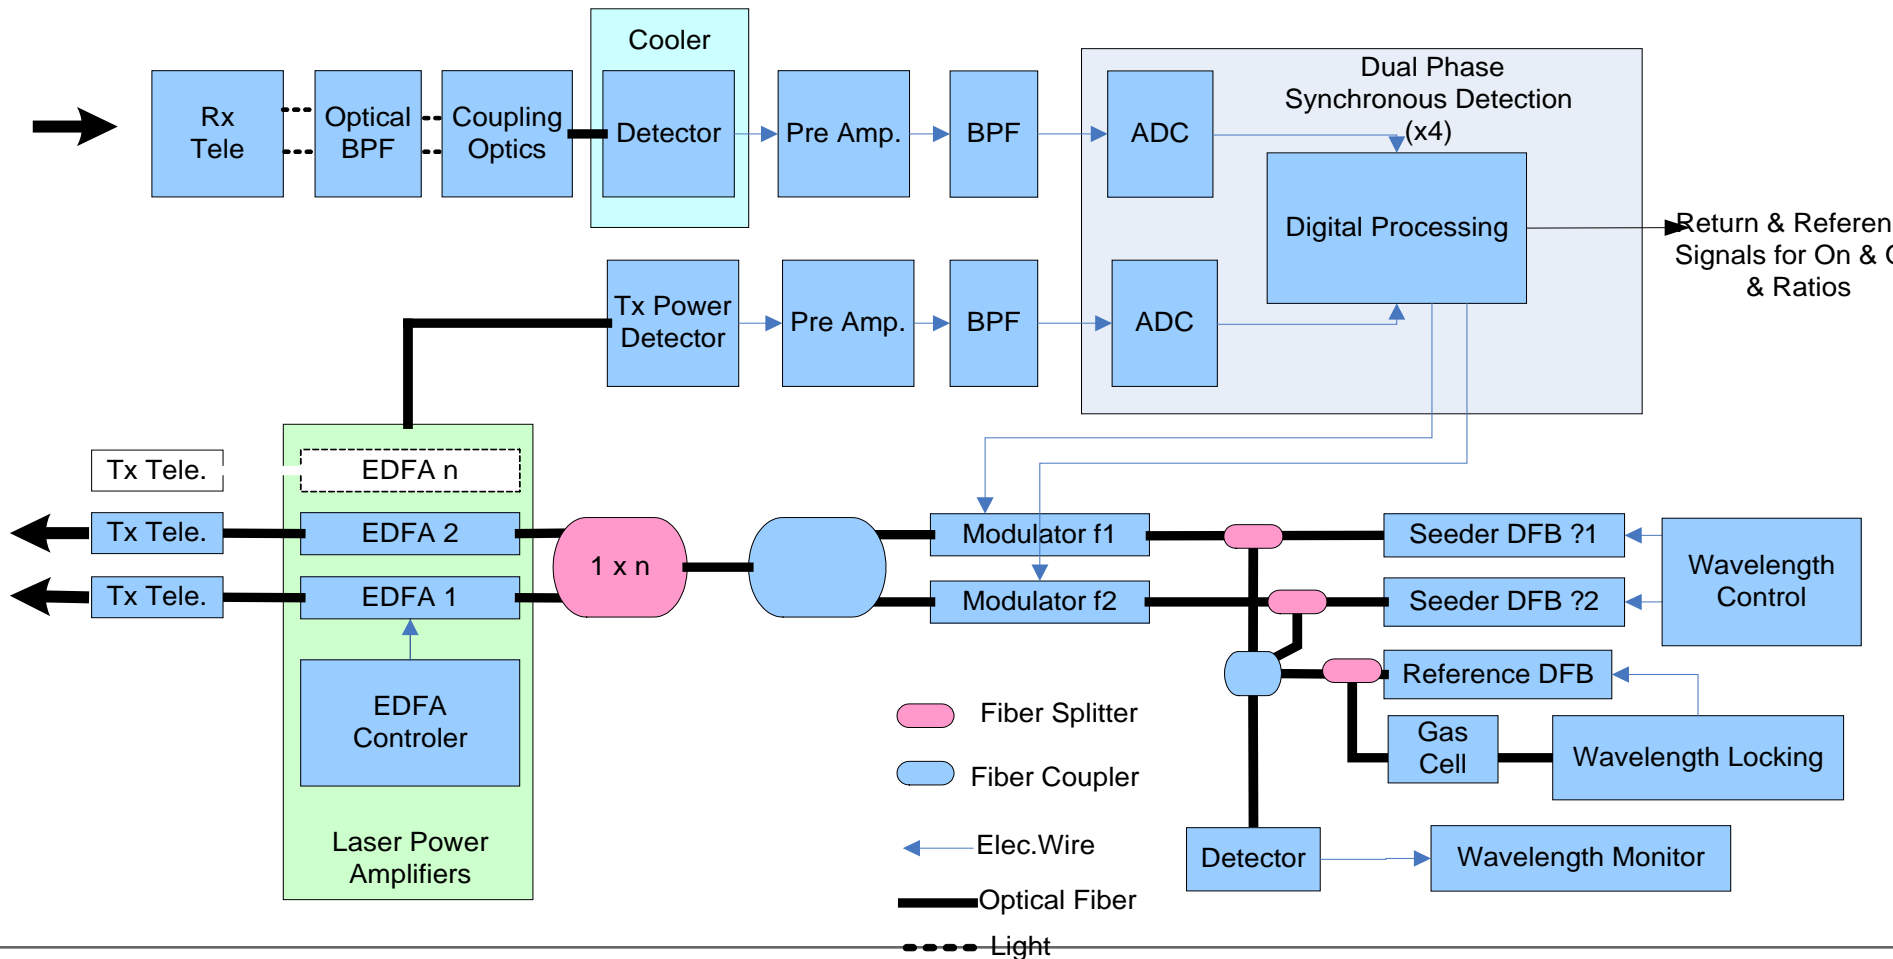 Cooler
Rx
Tele
Optical
BPF
Coupling
Optics
Detector
Pre Amp.
BPF
ADC
Dual Phase
Synchronous Detection
(x4)
Digital Processing
Return & Referen
Signals for On &
& Ratios
Tx Power
Detector
Pre Amp.
BPF
ADC
Tx Tele.
EDFA n
Tx Tele.
EDFA 2
Tx Tele.
EDFA 1
1 x n
Modulator f1
Seeder DFB ?1
Modulator f2
Seeder DFB ?2
Wavelength
Control
Reference DFB
EDFA
Controler
Gas
Cell
Wavelength Locking
Laser Power
Amplifiers
Detector
Wavelength Monitor
Fiber Splitter
Fiber Coupler
Elec.Wire
Optical Fiber
Light